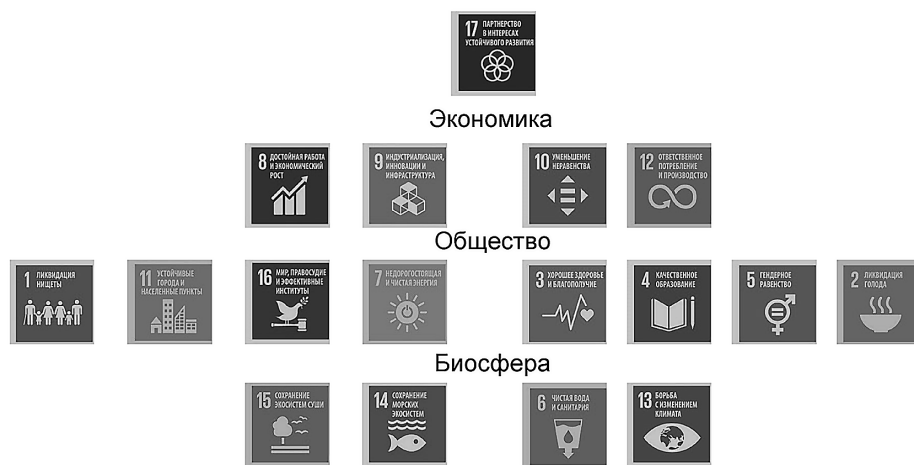 17 ПАРТНЕРСТВО
В ИНТЕРЕСАХ
УСТОЙЧИВОГО РАЗВИТИЯ
Экономика
8 ДОСТОЙНАЯ РАБОТА
И ЭКОНОМИЧЕСКИЙ
РОСТ
9 ИНДУСТРИАЛИЗАЦИЯ,
ИННОВАЦИИ И
ИНФРАСТРУКТУРА
10 УМЕНЬШЕНИЕ
НЕРАВЕНСТВА
12 ОТВЕТСТВЕННОЕ
ПОТРЕБЛЕНИЕ
И ПРОИЗВОДСТВО
Общество
1 ЛИКВИДАЦИЯ
НИЩЕТЫ
11 УСТОЙЧИВЫЕ
ГОРОДА И
НАСЕЛЕННЫЕ ПУНКТЫ
16 МИР, ПРАВОСУДИЕ
И ЭФФЕКТИВНЫЕ
ИНСТИТУТЫ
7 НЕДОРОГОСТОЯЩАЯ
И ЧИСТАЯ ЭНЕРГИЯ
3 ХОРОШЕЕ ЗДОРОВЬЕ
И БЛАГОПОЛУЧИЕ
4 КАЧЕСТВЕННОЕ
ОБРАЗОВАНИЕ
5 ГЕНДЕРНОЕ
РАВЕНСТВО
2 ЛИКВИДАЦИЯ
ГОЛОДА
Биосфера
15 СОХРАНЕНИЕ
ЭКОСИСТЕМ СУШИ
14 СОХРАНЕНИЕ
МОРСКИХ
ЭКОСИСТЕМ
6 ЧИСТАЯ ВОДА
И САНИТАРИЯ
13 БОРЬБА
С ИЗМЕНЕНИЕМ
КЛИМАТА